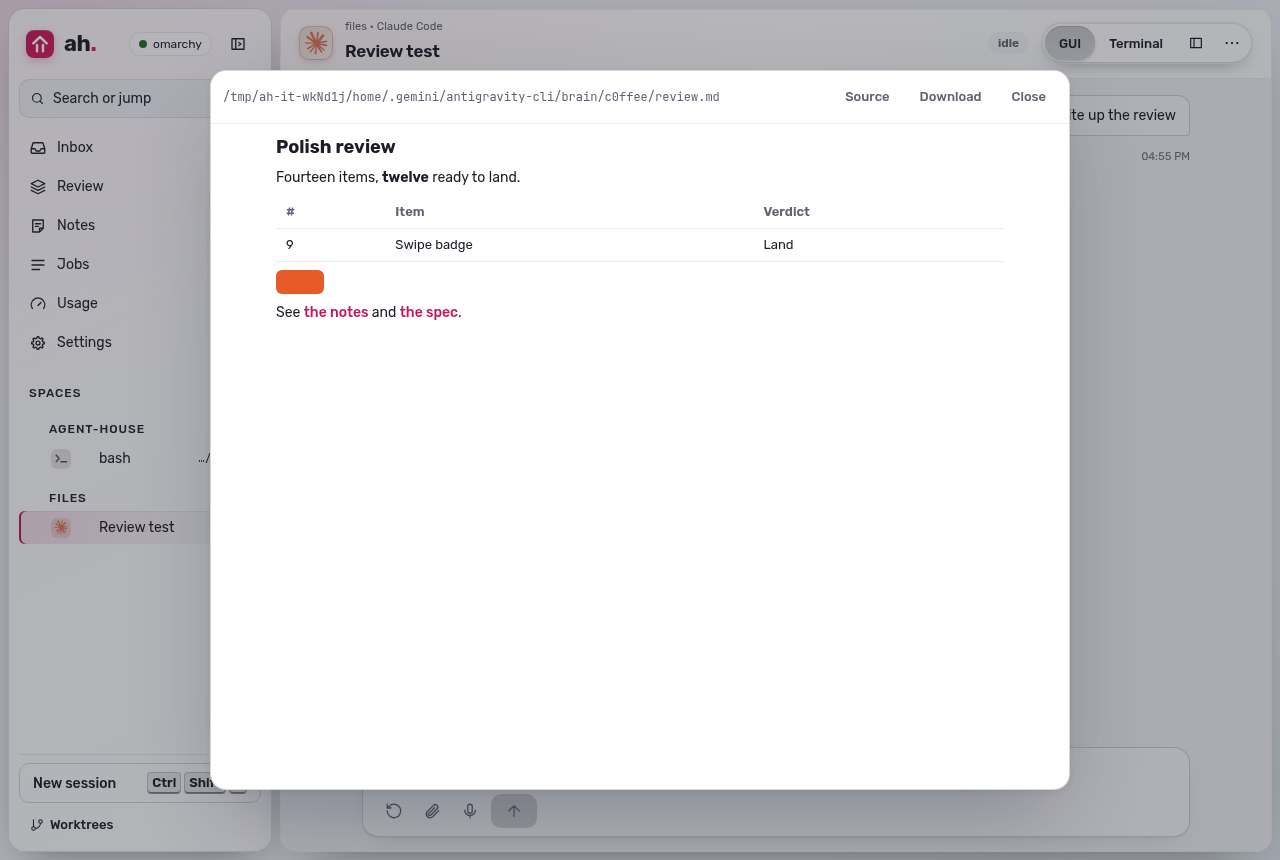 ah.
omarchy
Search or jump
Inbox
Review
Notes
Jobs
Usage
Settings
SPACES
AGENT-HOUSE
bash
…/
FILES
Review test
New session
Ctrl
Worktrees
files • Claude Code
Review test
idle
GUI
Terminal
the review
04:55 PM
/tmp/ah-it-wkNd1j/home/.gemini/antigravity-cli/brain/c0ffee/review.md
Source
Download
Close
Polish review
Fourteen items, twelve ready to land.
# Item Verdict
9 Swipe badge Land
See the notes and the spec.